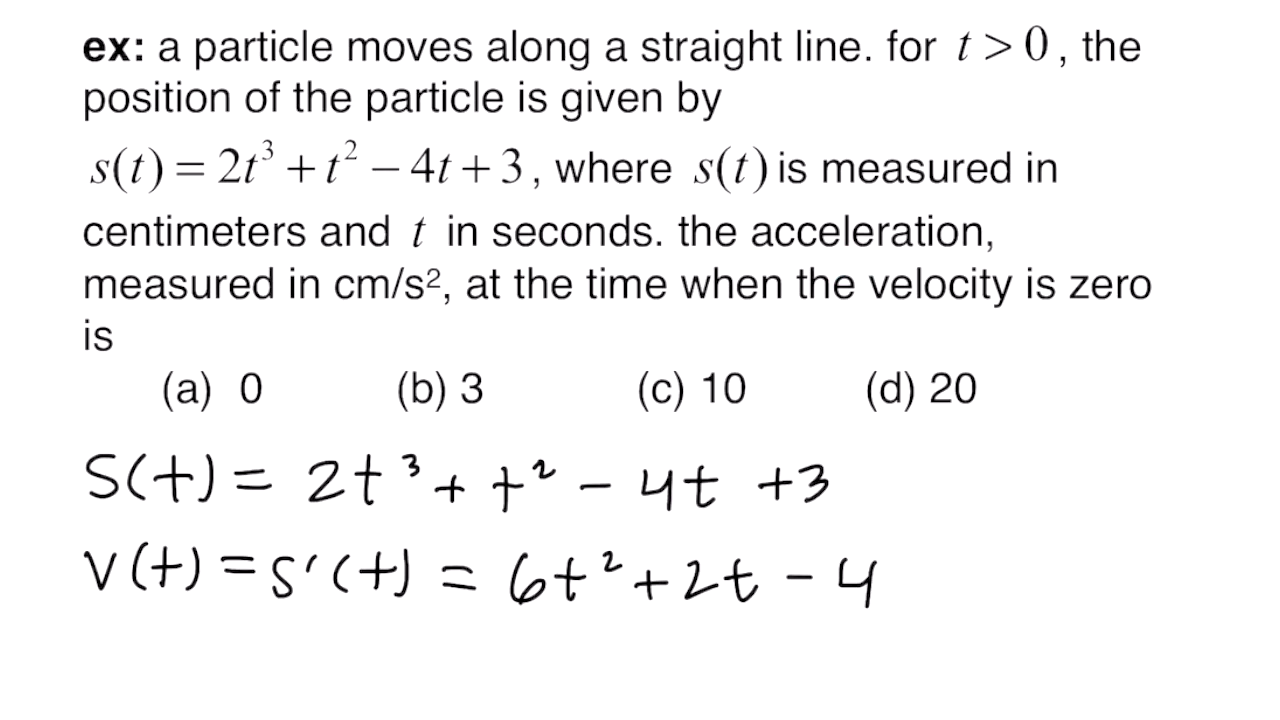 ex: a particle moves along a straight line. for t > 0, the
position of the particle is given by
s(t) = 2t³ + t² − 4t + 3, where s(t) is measured in
centimeters and t in seconds. the acceleration,
measured in cm/s², at the time when the velocity is zero
is
(a) 0 (b) 3 (c) 10 (d) 20
S(t) = 2t³ + t² − 4t + 3
v(t) = s'(t) = 6t² + 2t − 4